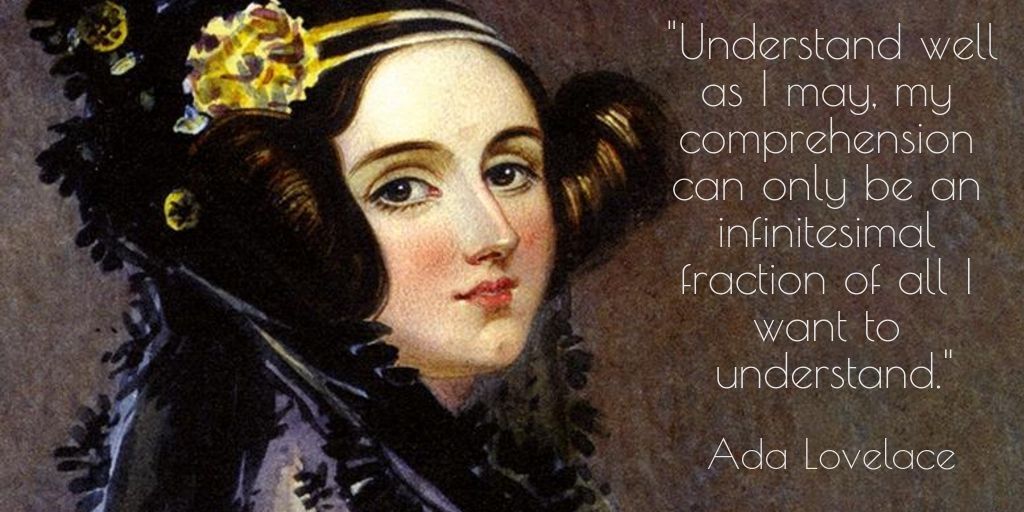 "Understand well
as I may, my
comprehension
can only be an
infinitesimal
fraction of all I
want to
understand."
Ada Lovelace